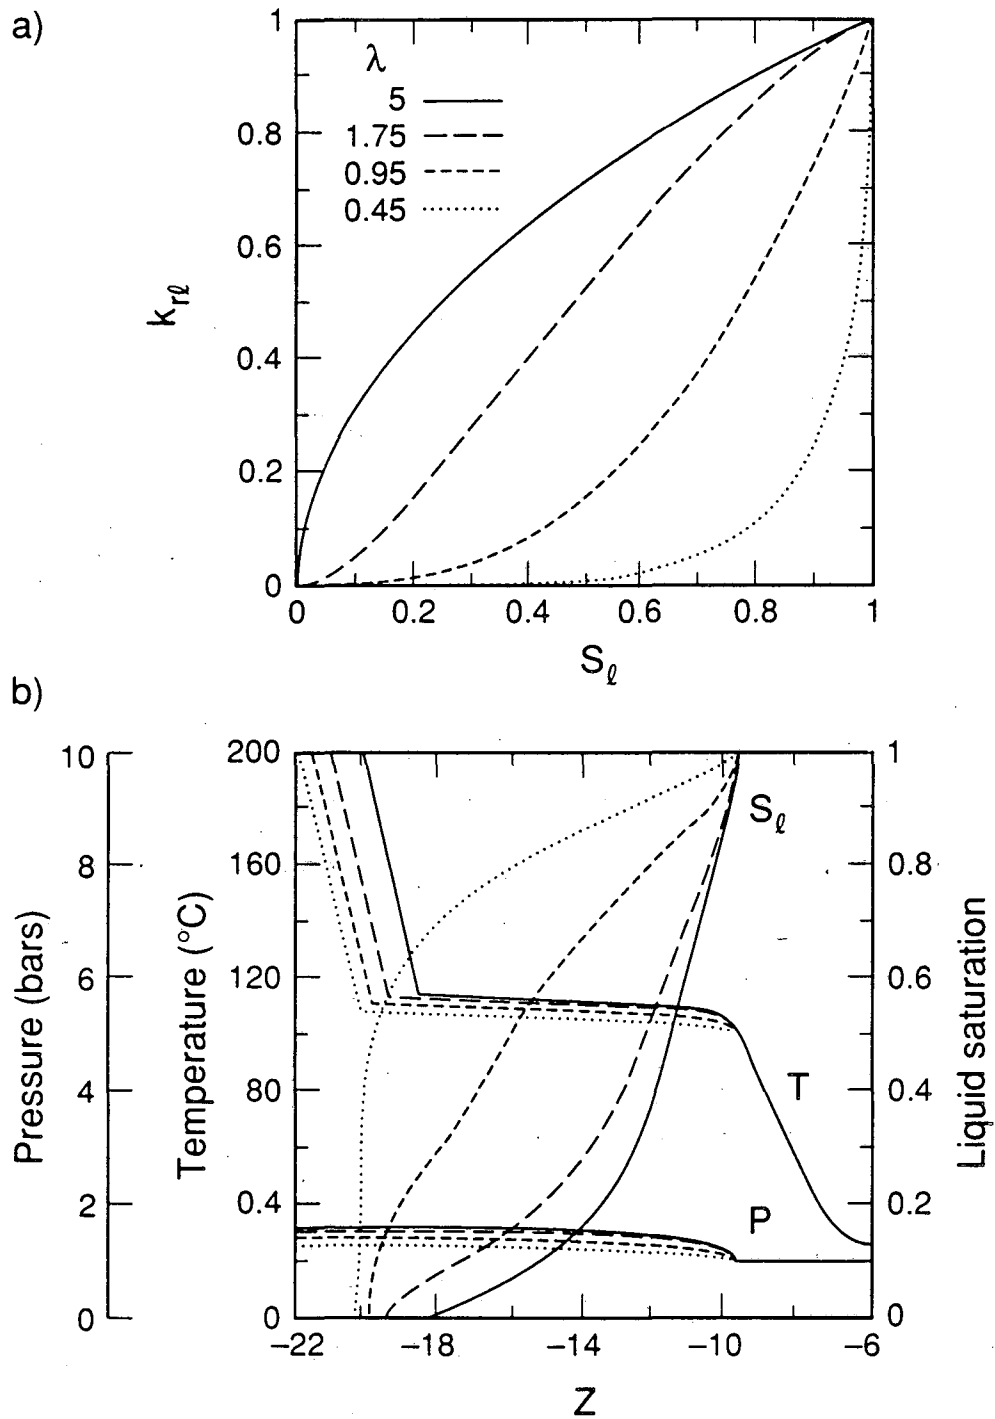 a)
1
0.8
0.6
0.4
0.2
0
k_rℓ
λ
5
1.75
0.95
0.45
0 0.2 0.4 0.6 0.8 1
S_ℓ
b)
10 200 1
8 160 0.8
6 120 0.6
4 80 0.4
2 0.4 0.2
0 0 0
Pressure (bars)
Temperature (°C)
Liquid saturation
S_ℓ
T
P
-22 -18 -14 -10 -6
Z